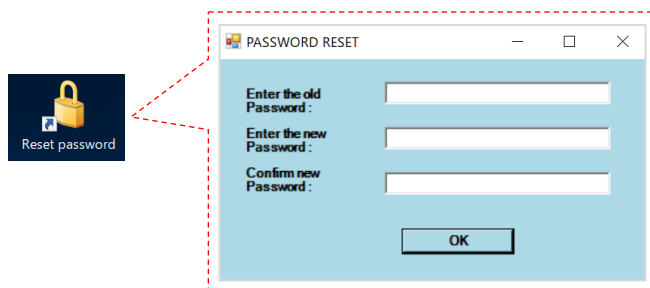 PASSWORD RESET
Enter the old
Password :
Enter the new
Password :
Confirm new
Password :
OK
Reset password